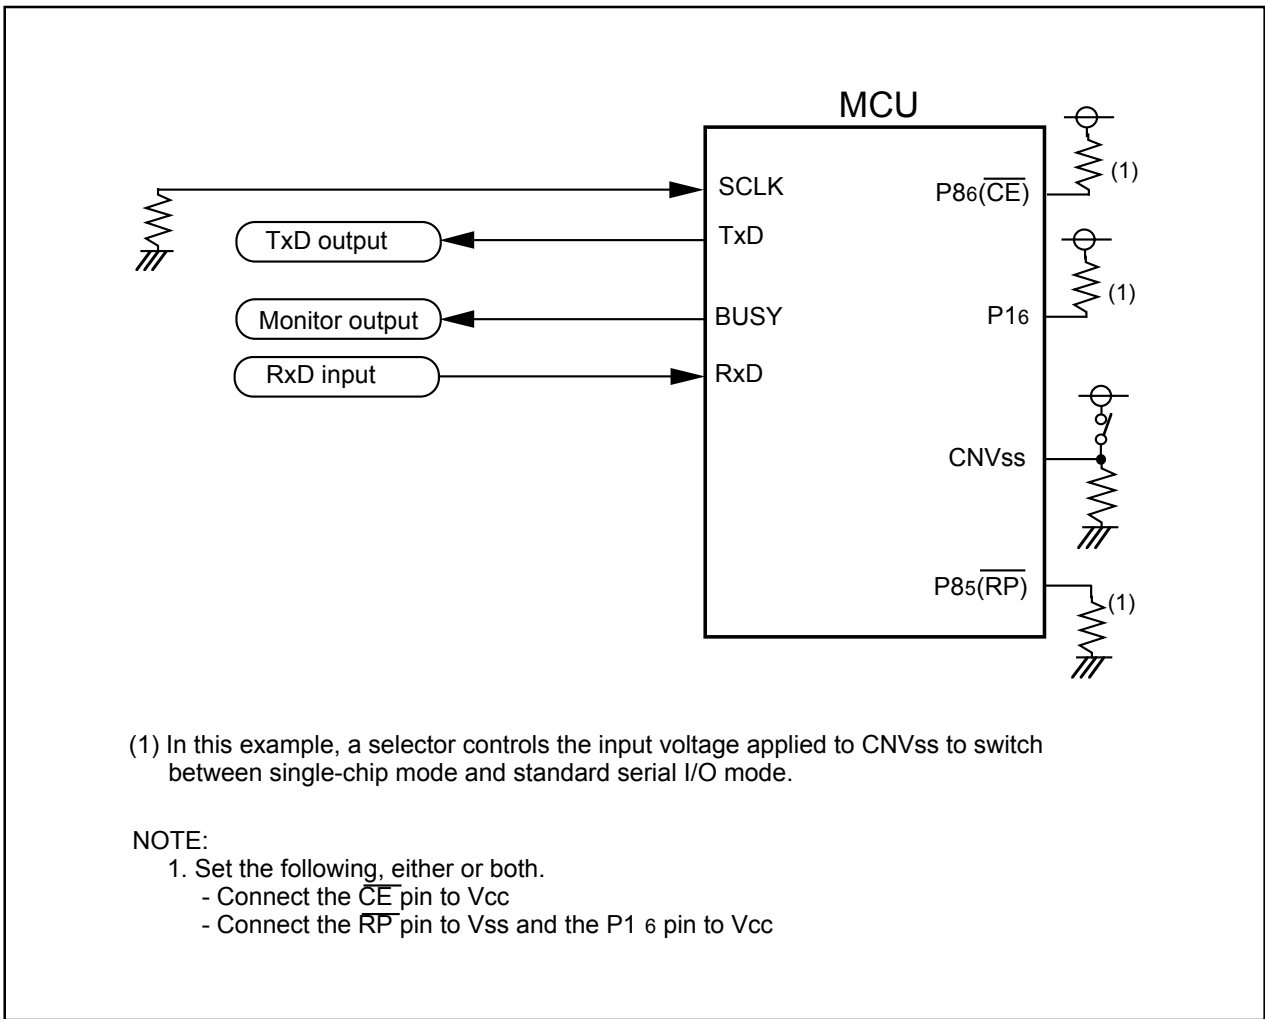 MCU
SCLK
P86(CE)
(1)
TxD output
TxD
Monitor output
BUSY
P16
(1)
RxD input
RxD
CNVss
P85(RP)
(1)
(1) In this example, a selector controls the input voltage applied to CNVss to switch
between single-chip mode and standard serial I/O mode.
NOTE:
1. Set the following, either or both.
- Connect the CE pin to Vcc
- Connect the RP pin to Vss and the P1 6 pin to Vcc